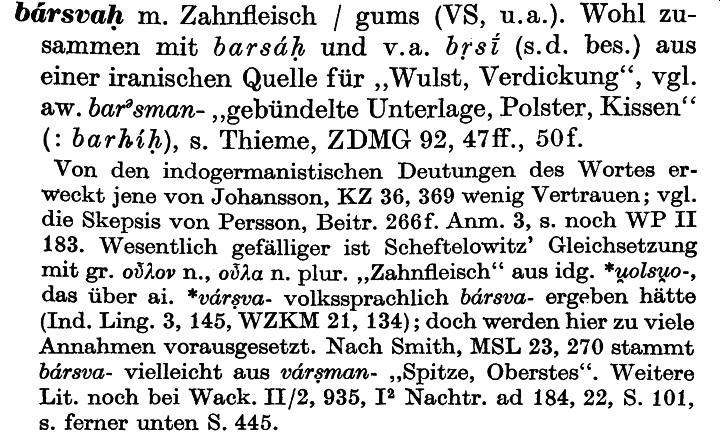 bársvaḥ m. Zahnfleisch / gums (VS, u.a.). Wohl zu-
sammen mit barsáḥ und v.a. bṛsī́ (s.d. bes.) aus
einer iranischen Quelle für „Wulst, Verdickung“, vgl.
aw. barᵊsman- „gebündelte Unterlage, Polster, Kissen“
(: barhíḥ), s. Thieme, ZDMG 92, 47ff., 50f.
Von den indogermanistischen Deutungen des Wortes er-
weckt jene von Johansson, KZ 36, 369 wenig Vertrauen; vgl.
die Skepsis von Persson, Beitr. 266f. Anm. 3, s. noch WP II
183. Wesentlich gefälliger ist Scheftelowitz’ Gleichsetzung
mit gr. οὖλον n., οὖλα n. plur. „Zahnfleisch“ aus idg. *u̯olsu̯o-,
das über ai. *várṣva- volkssprachlich bársva- ergeben hätte
(Ind. Ling. 3, 145, WZKM 21, 134); doch werden hier zu viele
Annahmen vorausgesetzt. Nach Smith, MSL 23, 270 stammt
bársva- vielleicht aus várṣman- „Spitze, Oberstes“. Weitere
Lit. noch bei Wack. II/2, 935, I² Nachtr. ad 184, 22, S. 101,
s. ferner unten S. 445.